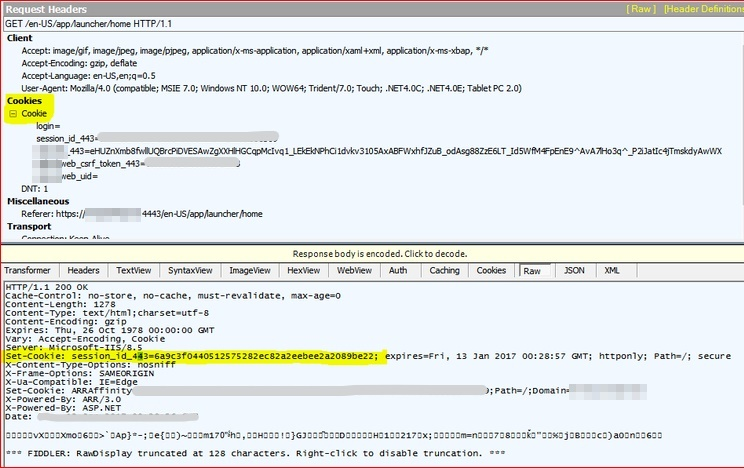 Request Headers [ Raw ] [Header Definitions
GET /en-US/app/launcher/home HTTP/1.1
Client
Accept: image/gif, image/jpeg, image/pjpeg, application/x-ms-application, application/xaml+xml, application/x-ms-xbap, */*
Accept-Encoding: gzip, deflate
Accept-Language: en-US,en;q=0.5
User-Agent: Mozilla/4.0 (compatible; MSIE 7.0; Windows NT 10.0; WOW64; Trident/7.0; Touch; .NET4.0C; .NET4.0E; Tablet PC 2.0)
Cookies
Cookie
login=
session_id_443=
_443=eHUZnXmb8fwllUQBrcPiDVESAwZgXXHlHGCqpMcIvq1_LEkEkNPhCi1dvkv3105AxABFWxhfJZuB_odAsg88ZzE6LT_Id5WfM4FpEnE9^AvA7lHo3q^_P2iJatIc4jTmskdyAwWX
web_csrf_token_443=
web_uid=
DNT: 1
Miscellaneous
Referer: https:// 4443/en-US/app/launcher/home
Transport
Connection: Keep-Alive
Response body is encoded. Click to decode.
Transformer Headers TextView SyntaxView ImageView HexView WebView Auth Caching Cookies Raw JSON XML
HTTP/1.1 200 OK
Cache-Control: no-store, no-cache, must-revalidate, max-age=0
Content-Length: 1278
Content-Type: text/html;charset=utf-8
Content-Encoding: gzip
Expires: Thu, 26 Oct 1978 00:00:00 GMT
Vary: Accept-Encoding, Cookie
Server: Microsoft-IIS/8.5
Set-Cookie: session_id_443=6a9c3f0440512575282ec82a2eebee2a2089be22; expires=Fri, 13 Jan 2017 00:28:57 GMT; httponly; Path=/; secure
X-Content-Type-Options: nosniff
X-Frame-Options: SAMEORIGIN
X-Ua-Compatible: IE=Edge
Set-Cookie: ARRAffinity ;Path=/;Domain=
X-Powered-By: ARR/3.0
X-Powered-By: ASP.NET
Date:
*** FIDDLER: RawDisplay truncated at 128 characters. Right-click to disable truncation. ***